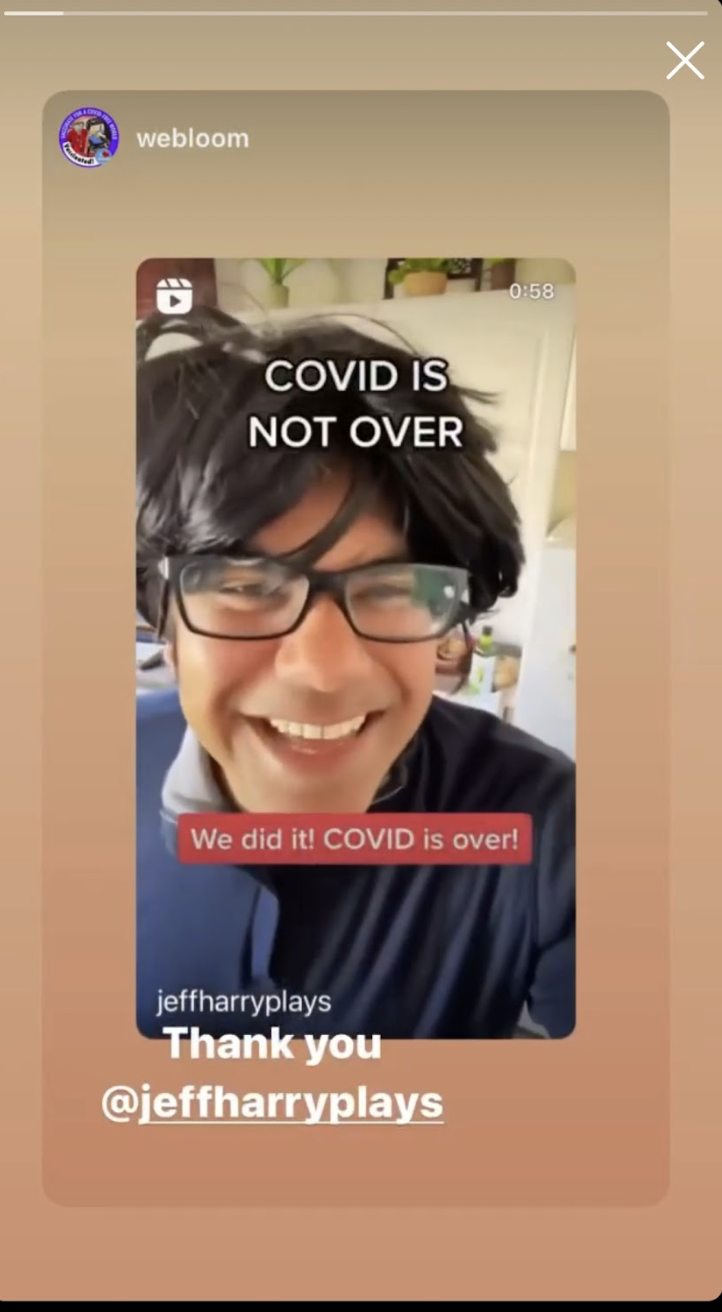 webloom
0:58
COVID IS
NOT OVER
We did it! COVID is over!
jeffharryplays
Thank you
@jeffharryplays